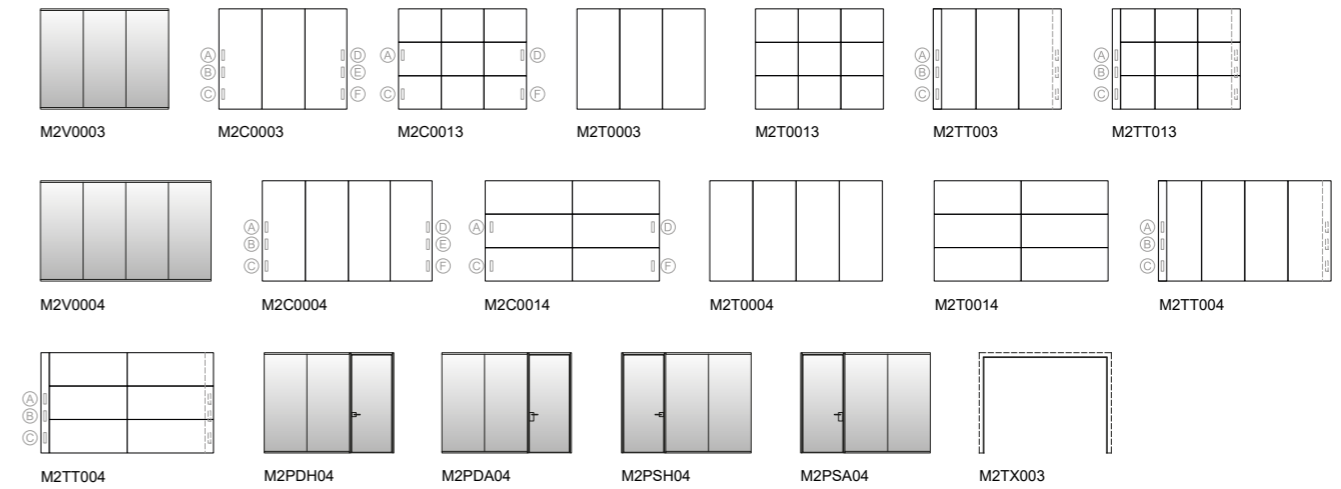 A D A D A A
B E B B
C F C F C C
M2V0003 M2C0003 M2C0013 M2T0003 M2T0013 M2TT003 M2TT013
A D A D A
B E B
C F C F C
M2V0004 M2C0004 M2C0014 M2T0004 M2T0014 M2TT004
A
B
C
M2TT004 M2PDH04 M2PDA04 M2PSH04 M2PSA04 M2TX003